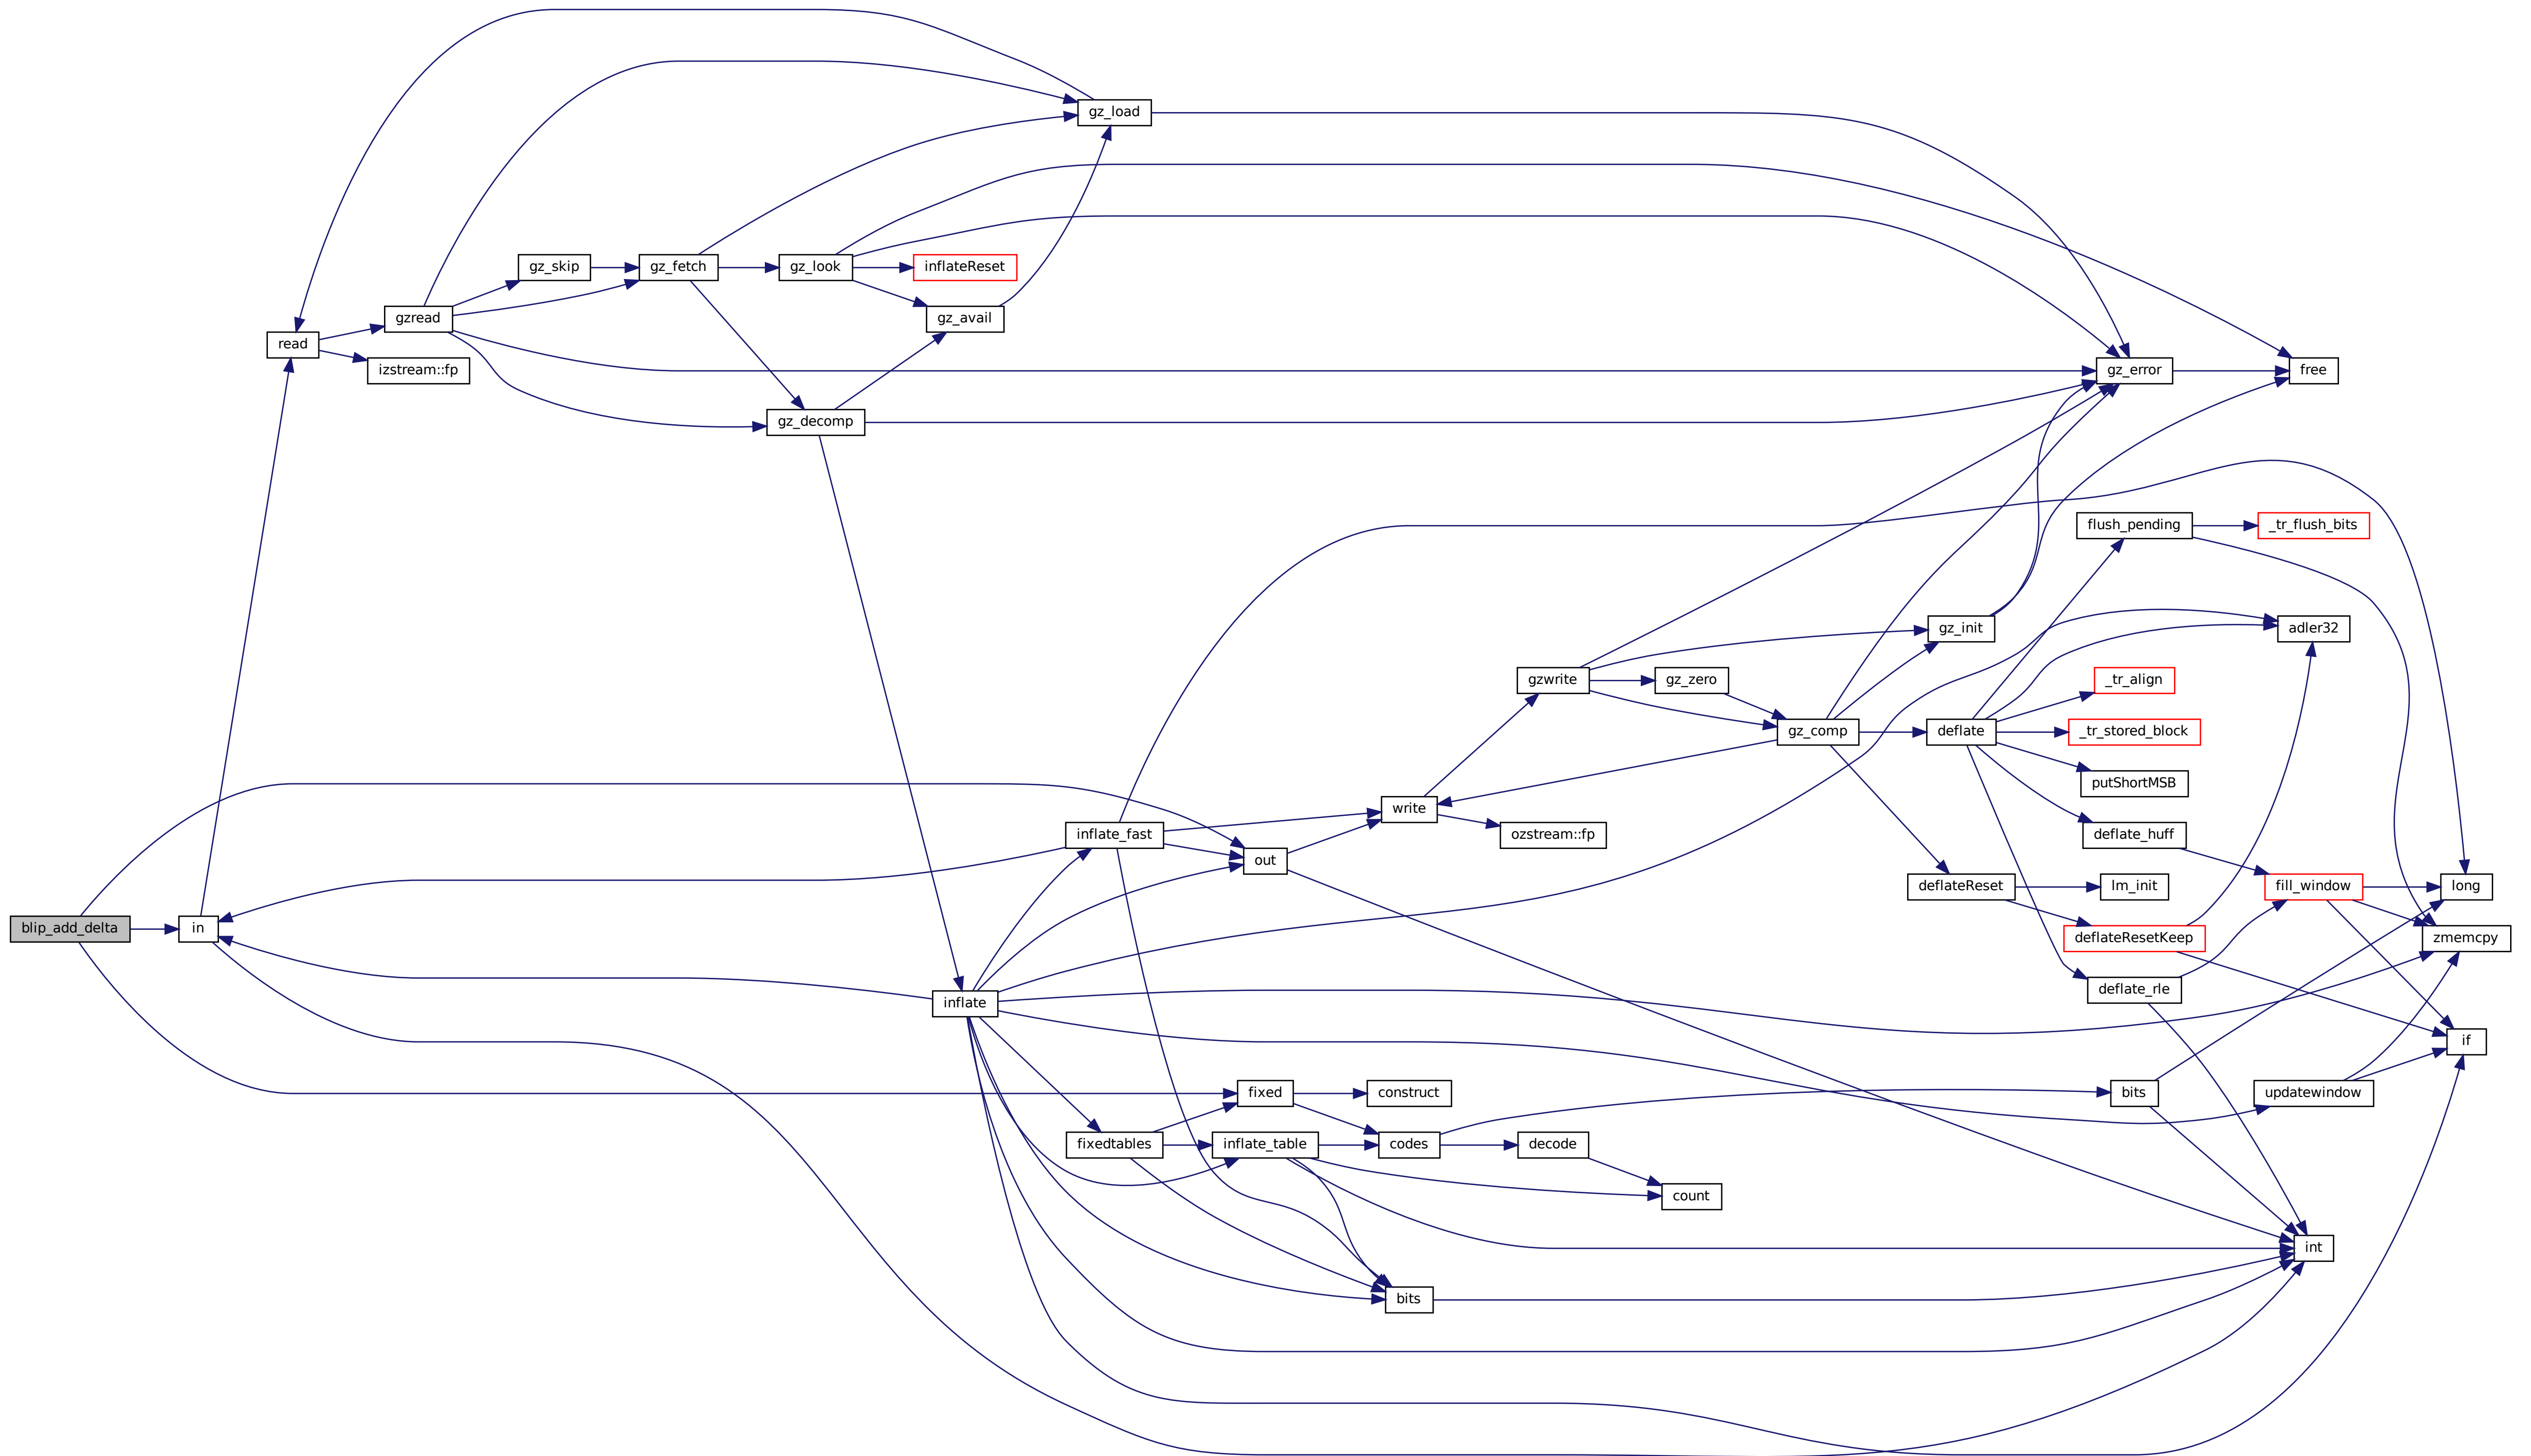 gz_load
gz_skip
gz_fetch
gz_look
inflateReset
gzread
gz_avail
read
izstream::fp
gz_error
free
gz_decomp
flush_pending
_tr_flush_bits
gz_init
adler32
gzwrite
gz_zero
_tr_align
gz_comp
deflate
_tr_stored_block
putShortMSB
write
inflate_fast
ozstream::fp
deflate_huff
out
deflateReset
lm_init
fill_window
long
blip_add_delta
in
deflateResetKeep
zmemcpy
inflate
deflate_rle
if
fixed
construct
bits
updatewindow
fixedtables
inflate_table
codes
decode
count
int
bits